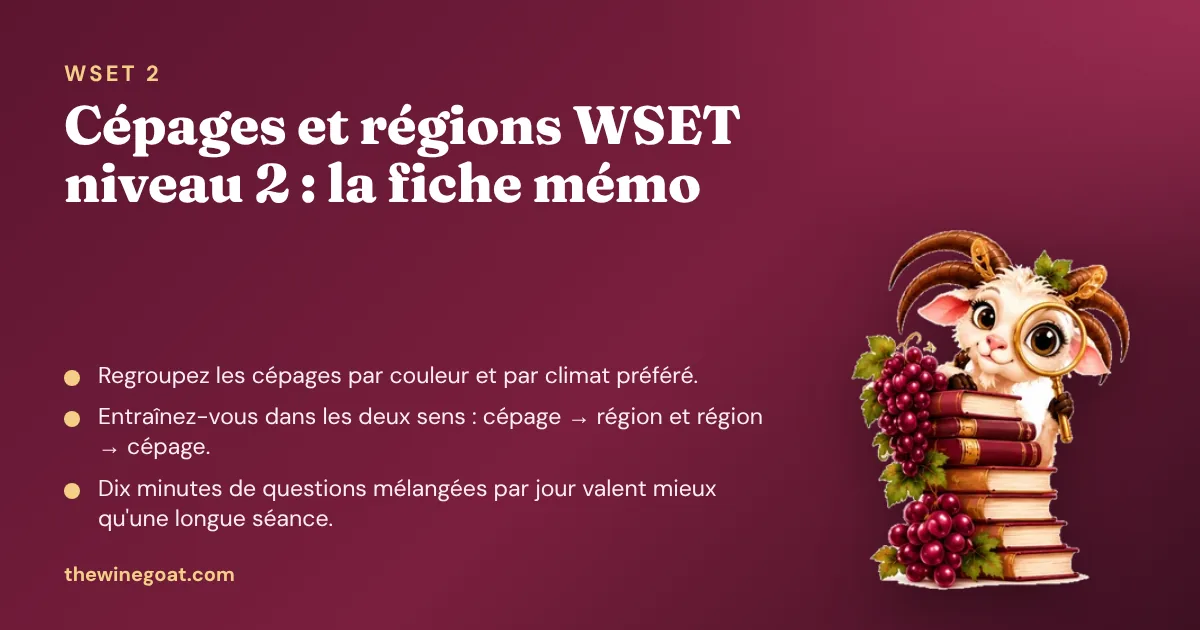 WSET 2
Cépages et régions WSET
niveau 2 : la fiche mémo
Regroupez les cépages par couleur et par climat préféré.
Entraînez-vous dans les deux sens : cépage → région et région
→ cépage.
Dix minutes de questions mélangées par jour valent mieux
qu'une longue séance.
thewinegoat.com